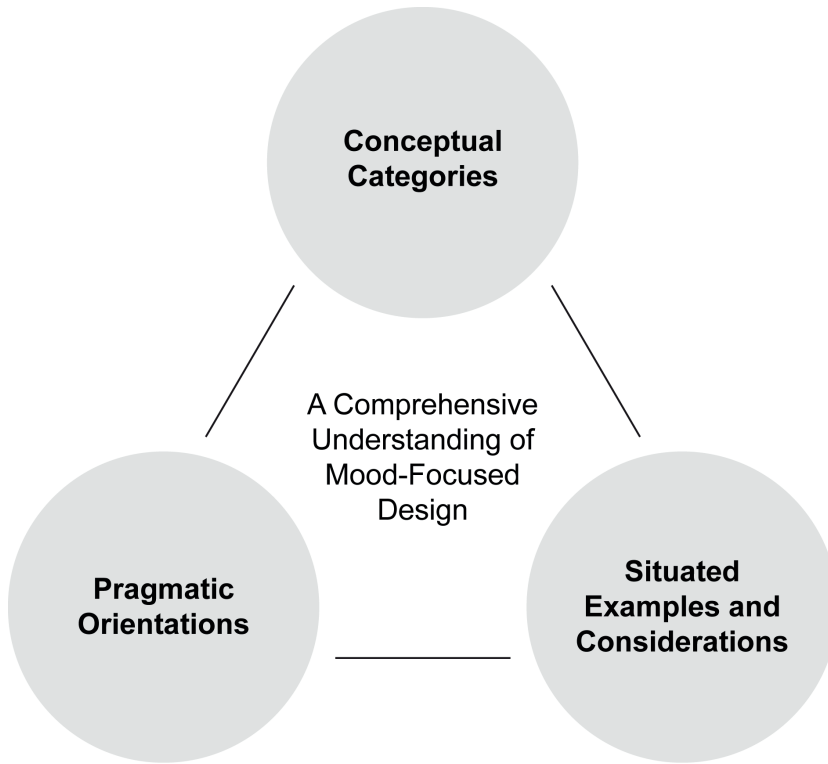 Conceptual
Categories
A Comprehensive
Understanding of
Mood-Focused
Design
Pragmatic
Orientations
Situated
Examples and
Considerations